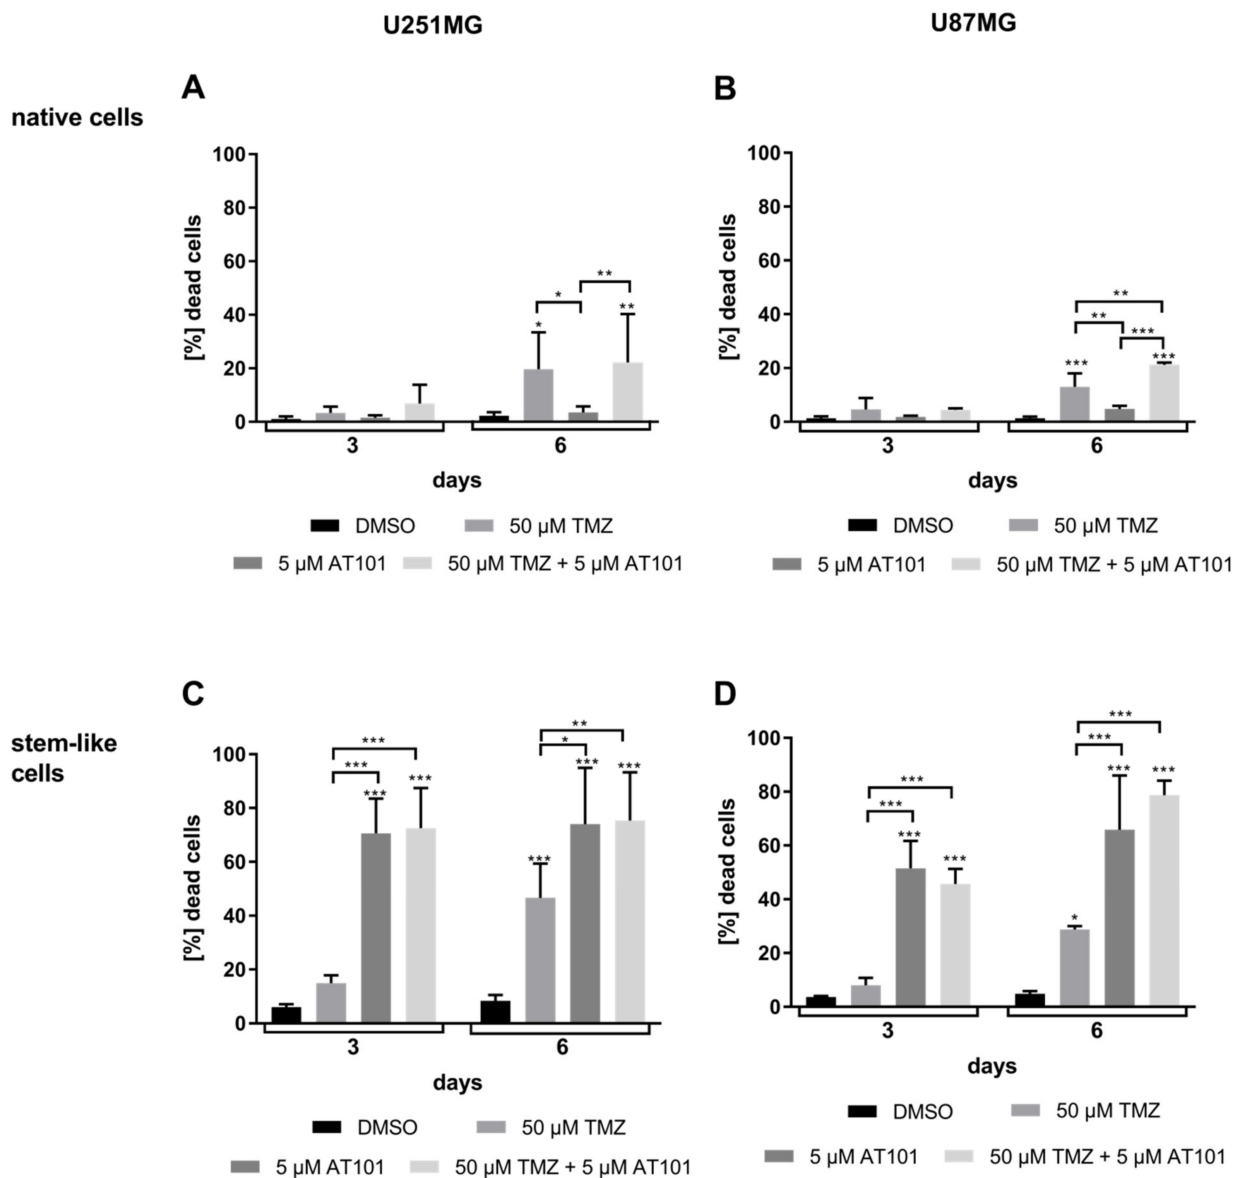 U251MG
U87MG
native cells
A
100
80
60
40
20
0
[%] dead cells
*
*
**
**
3
6
days
DMSO
50 µM TMZ
5 µM AT101
50 µM TMZ + 5 µM AT101
B
100
80
60
40
20
0
[%] dead cells
**
**
***
***
***
3
6
days
DMSO
50 µM TMZ
5 µM AT101
50 µM TMZ + 5 µM AT101
stem-like
cells
C
100
80
60
40
20
0
[%] dead cells
***
***
***
***
**
*
***
***
***
3
6
days
DMSO
50 µM TMZ
5 µM AT101
50 µM TMZ + 5 µM AT101
D
100
80
60
40
20
0
[%] dead cells
***
***
***
***
***
***
***
***
*
3
6
days
DMSO
50 µM TMZ
5 µM AT101
50 µM TMZ + 5 µM AT101